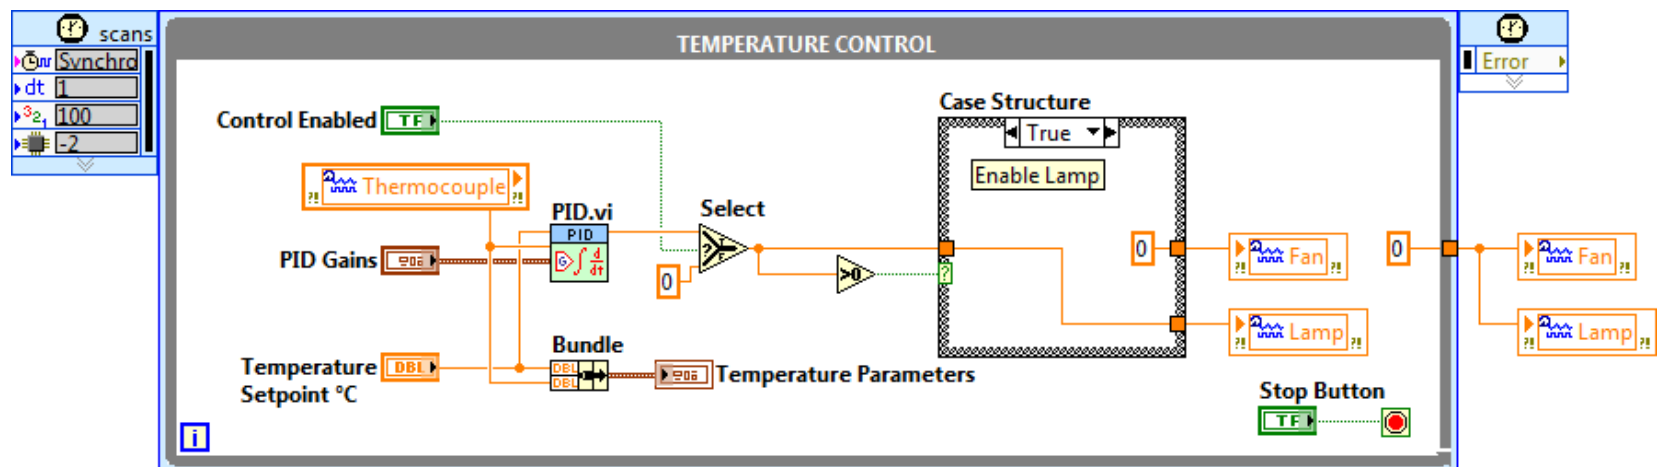 scans
Synchro
dt 1
321 100
-2
TEMPERATURE CONTROL
Error
Control Enabled
TF
Thermocouple
?!
?!
PID.vi
PID
G
d
dt
PID Gains
Select
T
?
F
0
>0
Case Structure
True
Enable Lamp
?
0
Fan
?!
?!
Lamp
?!
?!
0
Fan
?!
?!
Lamp
?!
?!
Temperature
Setpoint °C
DBL
Bundle
DBL
DBL
Temperature Parameters
Stop Button
TF
i